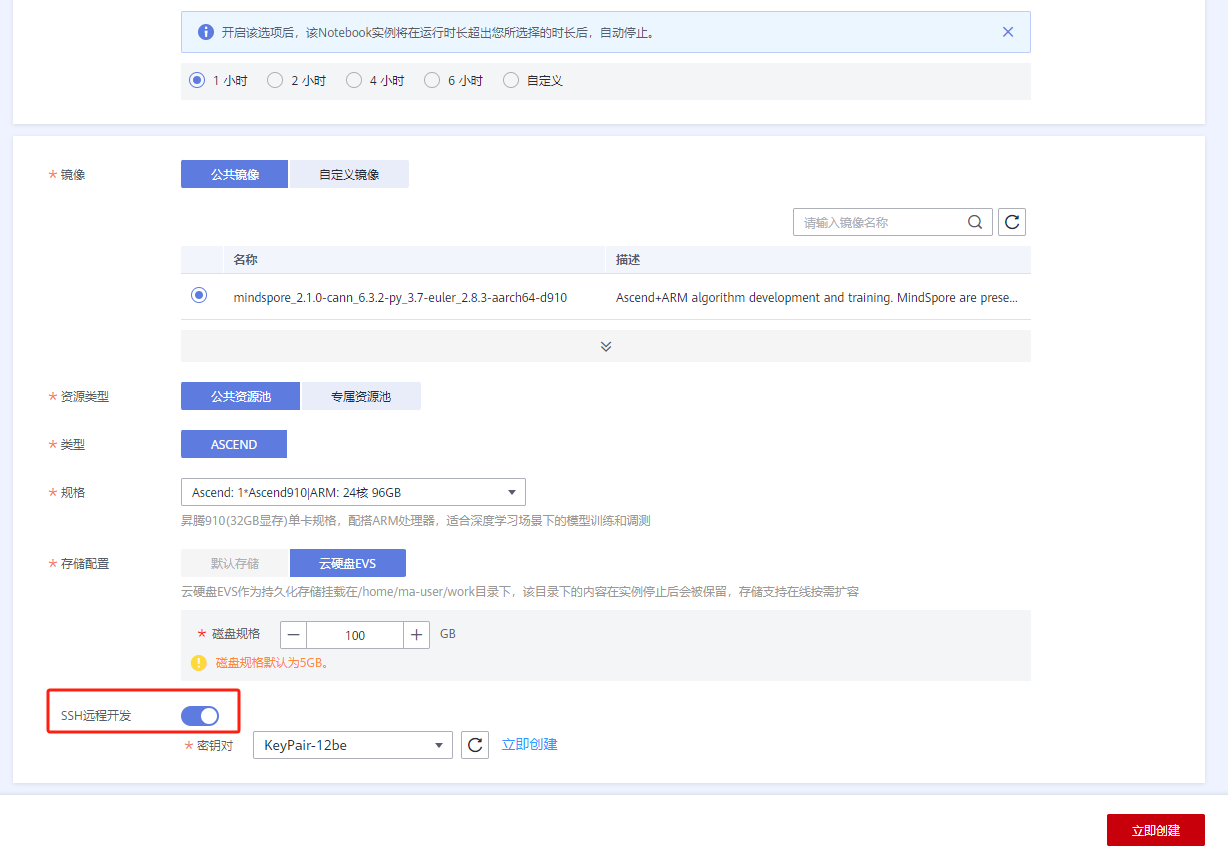 开启该选项后，该Notebook实例将在运行时长超出您所选择的时长后，自动停止。
1 小时 2 小时 4 小时 6 小时 自定义
* 镜像 公共镜像 自定义镜像
请输入镜像名称
名称 描述
mindspore_2.1.0-cann_6.3.2-py_3.7-euler_2.8.3-aarch64-d910 Ascend+ARM algorithm development and training. MindSpore are prese...
* 资源类型 公共资源池 专属资源池
* 类型 ASCEND
* 规格 Ascend: 1*Ascend910|ARM: 24核 96GB
昇腾910(32GB显存)单卡规格，配搭ARM处理器，适合深度学习场景下的模型训练和调测
* 存储配置 默认存储 云硬盘EVS
云硬盘EVS作为持久化存储挂载在/home/ma-user/work目录下，该目录下的内容在实例停止后会被保留，存储支持在线按需扩容
* 磁盘规格 100 GB
磁盘规格默认为5GB。
SSH远程开发
* 密钥对 KeyPair-12be 立即创建
立即创建